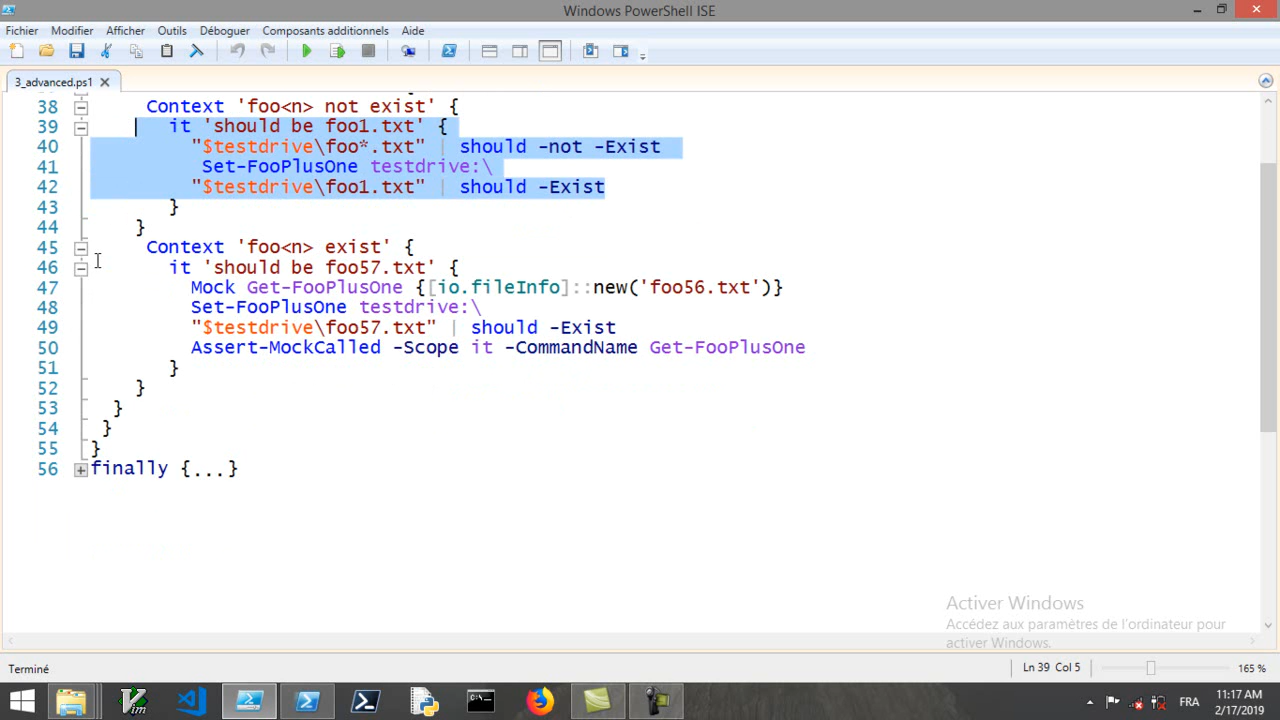 Windows PowerShell ISE
Fichier Modifier Afficher Outils Déboguer Composants additionnels Aide
3_advanced.ps1
38 Context 'foo<n> not exist' {
39 it 'should be foo1.txt' {
40 "$testdrive\foo*.txt" | should -not -Exist
41 Set-FooPlusOne testdrive:\
42 "$testdrive\foo1.txt" | should -Exist
43 }
44 }
45 Context 'foo<n> exist' {
46 it 'should be foo57.txt' {
47 Mock Get-FooPlusOne {[io.fileInfo]::new('foo56.txt')}
48 Set-FooPlusOne testdrive:\
49 "$testdrive\foo57.txt" | should -Exist
50 Assert-MockCalled -Scope it -CommandName Get-FooPlusOne
51 }
52 }
53 }
54 }
55 }
56 finally {...}
Activer Windows
Accédez aux paramètres de l'ordinateur pour
activer Windows.
Terminé Ln 39 Col 5 165 %
FRA 11:17 AM
2/17/2019